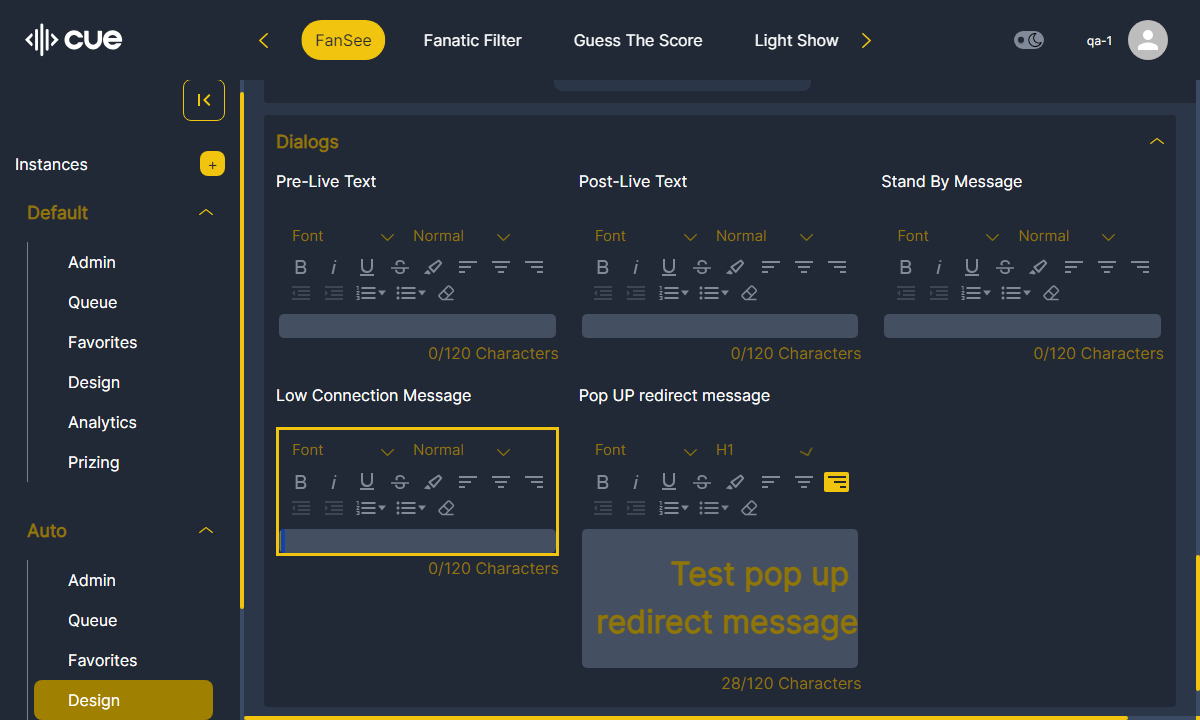 cue
FanSee
Fanatic Filter
Guess The Score
Light Show
qa-1
Instances
+
Default
Admin
Queue
Favorites
Design
Analytics
Prizing
Auto
Admin
Queue
Favorites
Design
Dialogs
Pre-Live Text
Post-Live Text
Stand By Message
Font Normal
Font Normal
Font Normal
B i U S
B i U S
B i U S
0/120 Characters
0/120 Characters
0/120 Characters
Low Connection Message
Pop UP redirect message
Font Normal
Font H1
B i U S
B i U S
0/120 Characters
Test pop up
redirect message
28/120 Characters